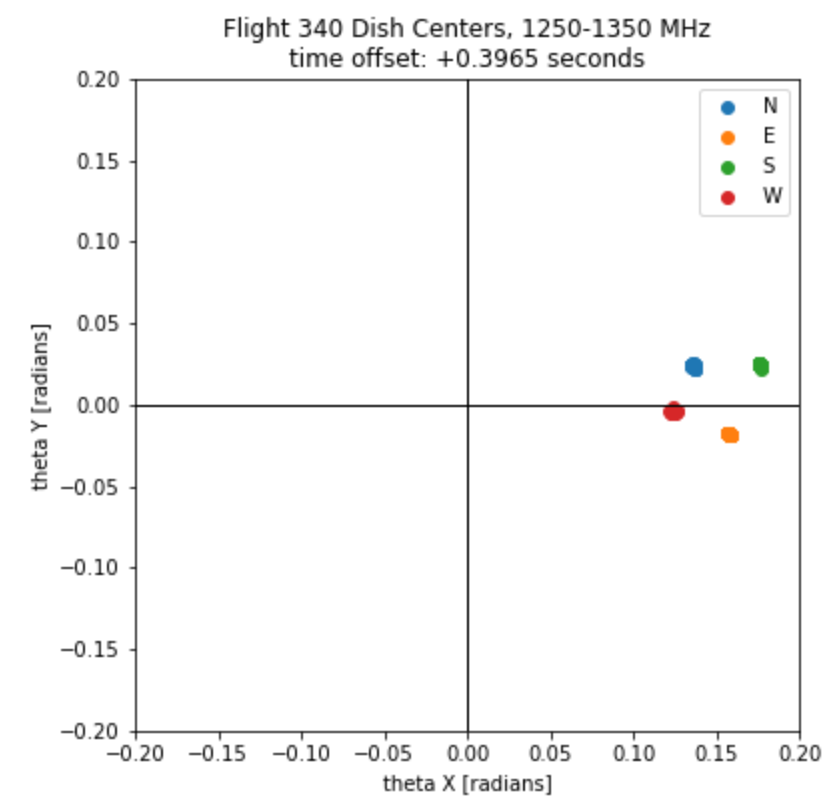 Flight 340 Dish Centers, 1250-1350 MHz
time offset: +0.3965 seconds
N
E
S
W
0.20
0.15
0.10
0.05
0.00
−0.05
−0.10
−0.15
−0.20
theta Y [radians]
−0.20 −0.15 −0.10 −0.05 0.00 0.05 0.10 0.15 0.20
theta X [radians]